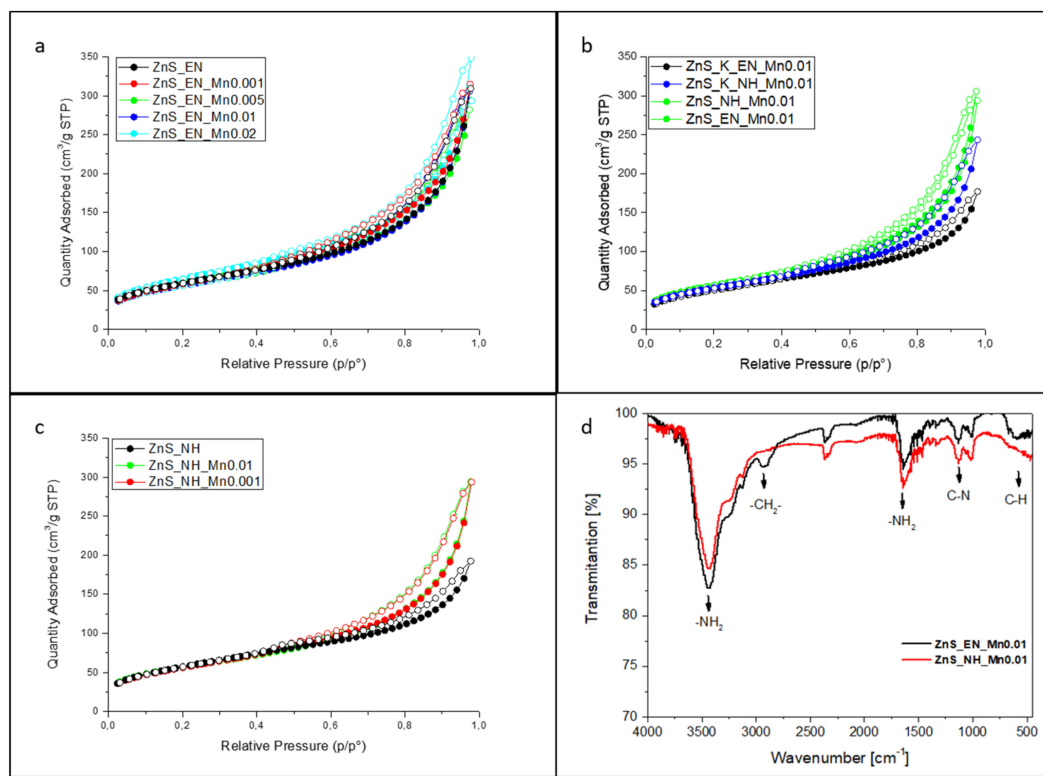 a
350
300
250
200
150
100
50
0
0,0 0,2 0,4 0,6 0,8 1,0
Quantity Adsorbed (cm³/g STP)
Relative Pressure (p/p°)
ZnS_EN
ZnS_EN_Mn0.001
ZnS_EN_Mn0.005
ZnS_EN_Mn0.01
ZnS_EN_Mn0.02
b
350
300
250
200
150
100
50
0
0,0 0,2 0,4 0,6 0,8 1,0
Quantity Adsorbed (cm³/g STP)
Relative Pressure (p/p°)
ZnS_K_EN_Mn0.01
ZnS_K_NH_Mn0.01
ZnS_NH_Mn0.01
ZnS_EN_Mn0.01
c
350
300
250
200
150
100
50
0
0,0 0,2 0,4 0,6 0,8 1,0
Quantity Adsorbed (cm³/g STP)
Relative Pressure (p/p°)
ZnS_NH
ZnS_NH_Mn0.01
ZnS_NH_Mn0.001
d
100
95
90
85
80
75
70
4000 3500 3000 2500 2000 1500 1000 500
Transmitantion [%]
Wavenumber [cm⁻¹]
-NH₂
-CH₂-
-NH₂
C-N
C-H
ZnS_EN_Mn0.01
ZnS_NH_Mn0.01